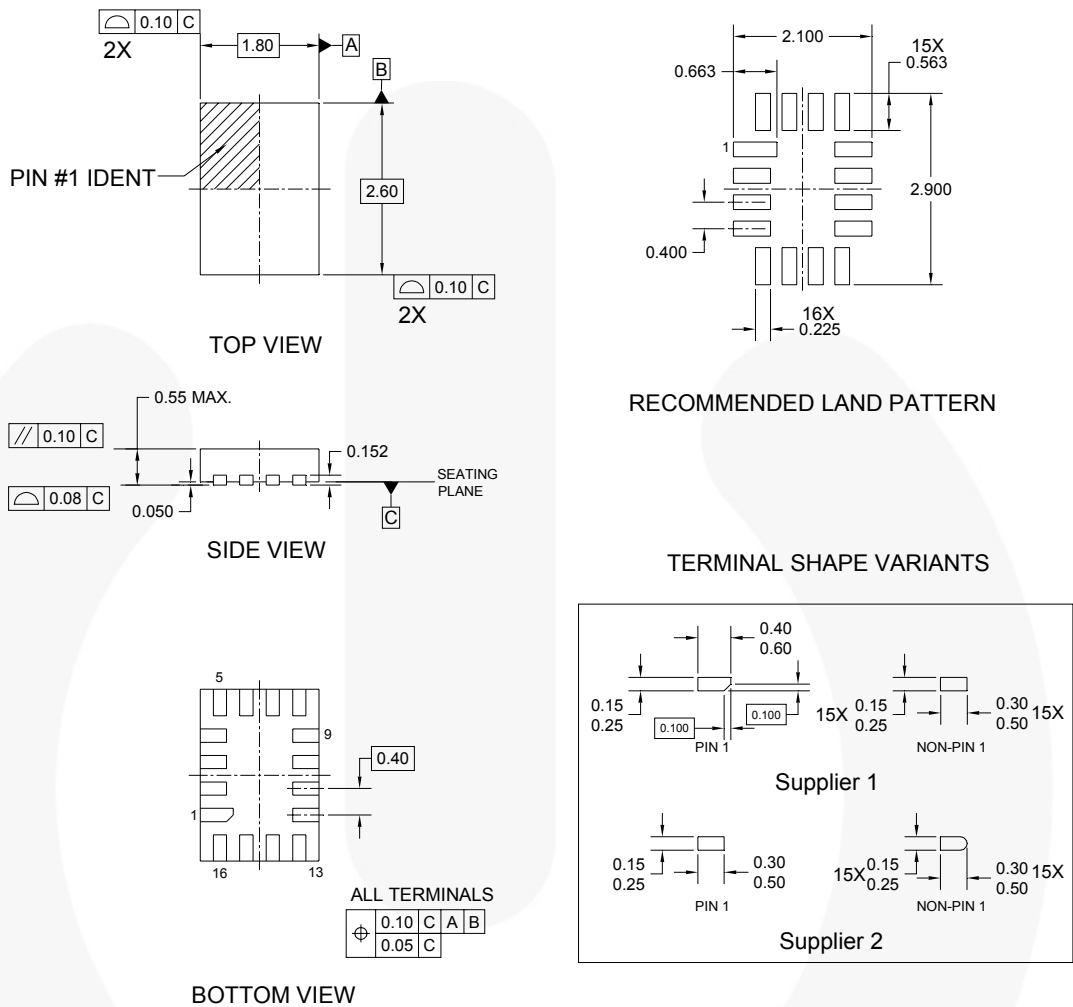 0.10 C
2X
1.80
A
B
PIN #1 IDENT
2.60
0.10 C
2X
TOP VIEW
2.100
15X
0.563
0.663
1
2.900
0.400
16X
0.225
RECOMMENDED LAND PATTERN
0.55 MAX.
// 0.10 C
0.152
SEATING
PLANE
0.08 C
0.050
C
SIDE VIEW
TERMINAL SHAPE VARIANTS
0.40
0.60
0.15
0.25
0.100
0.100
PIN 1
15X 0.15
0.25
0.30 15X
0.50
NON-PIN 1
Supplier 1
0.15
0.25
0.30
0.50
PIN 1
15X 0.15
0.25
0.30 15X
0.50
NON-PIN 1
Supplier 2
5
9
0.40
1
16
13
ALL TERMINALS
⌖ 0.10 C A B
0.05 C
BOTTOM VIEW